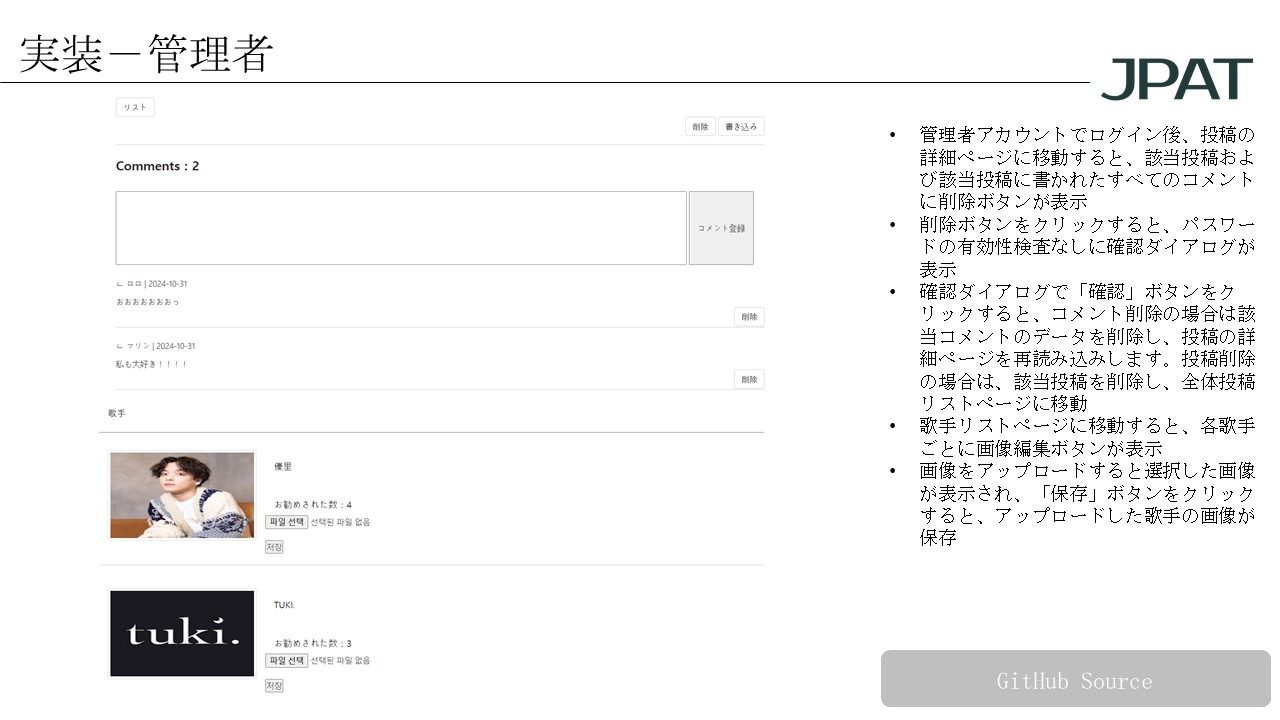 実装－管理者
JPAT
リスト
削除 書き込み
Comments : 2
コメント登録
ㄴ ㅁㅁ | 2024-10-31
おおおおおおおっ
削除
ㄴ マリン | 2024-10-31
私も大好き！！！！
削除
歌手
優里
お勧めされた数 : 4
파일 선택 선택된 파일 없음
저장
tuki.
TUKI.
お勧めされた数 : 3
파일 선택 선택된 파일 없음
저장
• 管理者アカウントでログイン後、投稿の
詳細ページに移動すると、該当投稿およ
び該当投稿に書かれたすべてのコメント
に削除ボタンが表示
• 削除ボタンをクリックすると、パスワー
ドの有効性検査なしに確認ダイアログが
表示
• 確認ダイアログで「確認」ボタンをク
リックすると、コメント削除の場合は該
当コメントのデータを削除し、投稿の詳
細ページを再読み込みします。投稿削除
の場合は、該当投稿を削除し、全体投稿
リストページに移動
• 歌手リストページに移動すると、各歌手
ごとに画像編集ボタンが表示
• 画像をアップロードすると選択した画像
が表示され、「保存」ボタンをクリック
すると、アップロードした歌手の画像が
保存
GitHub Source